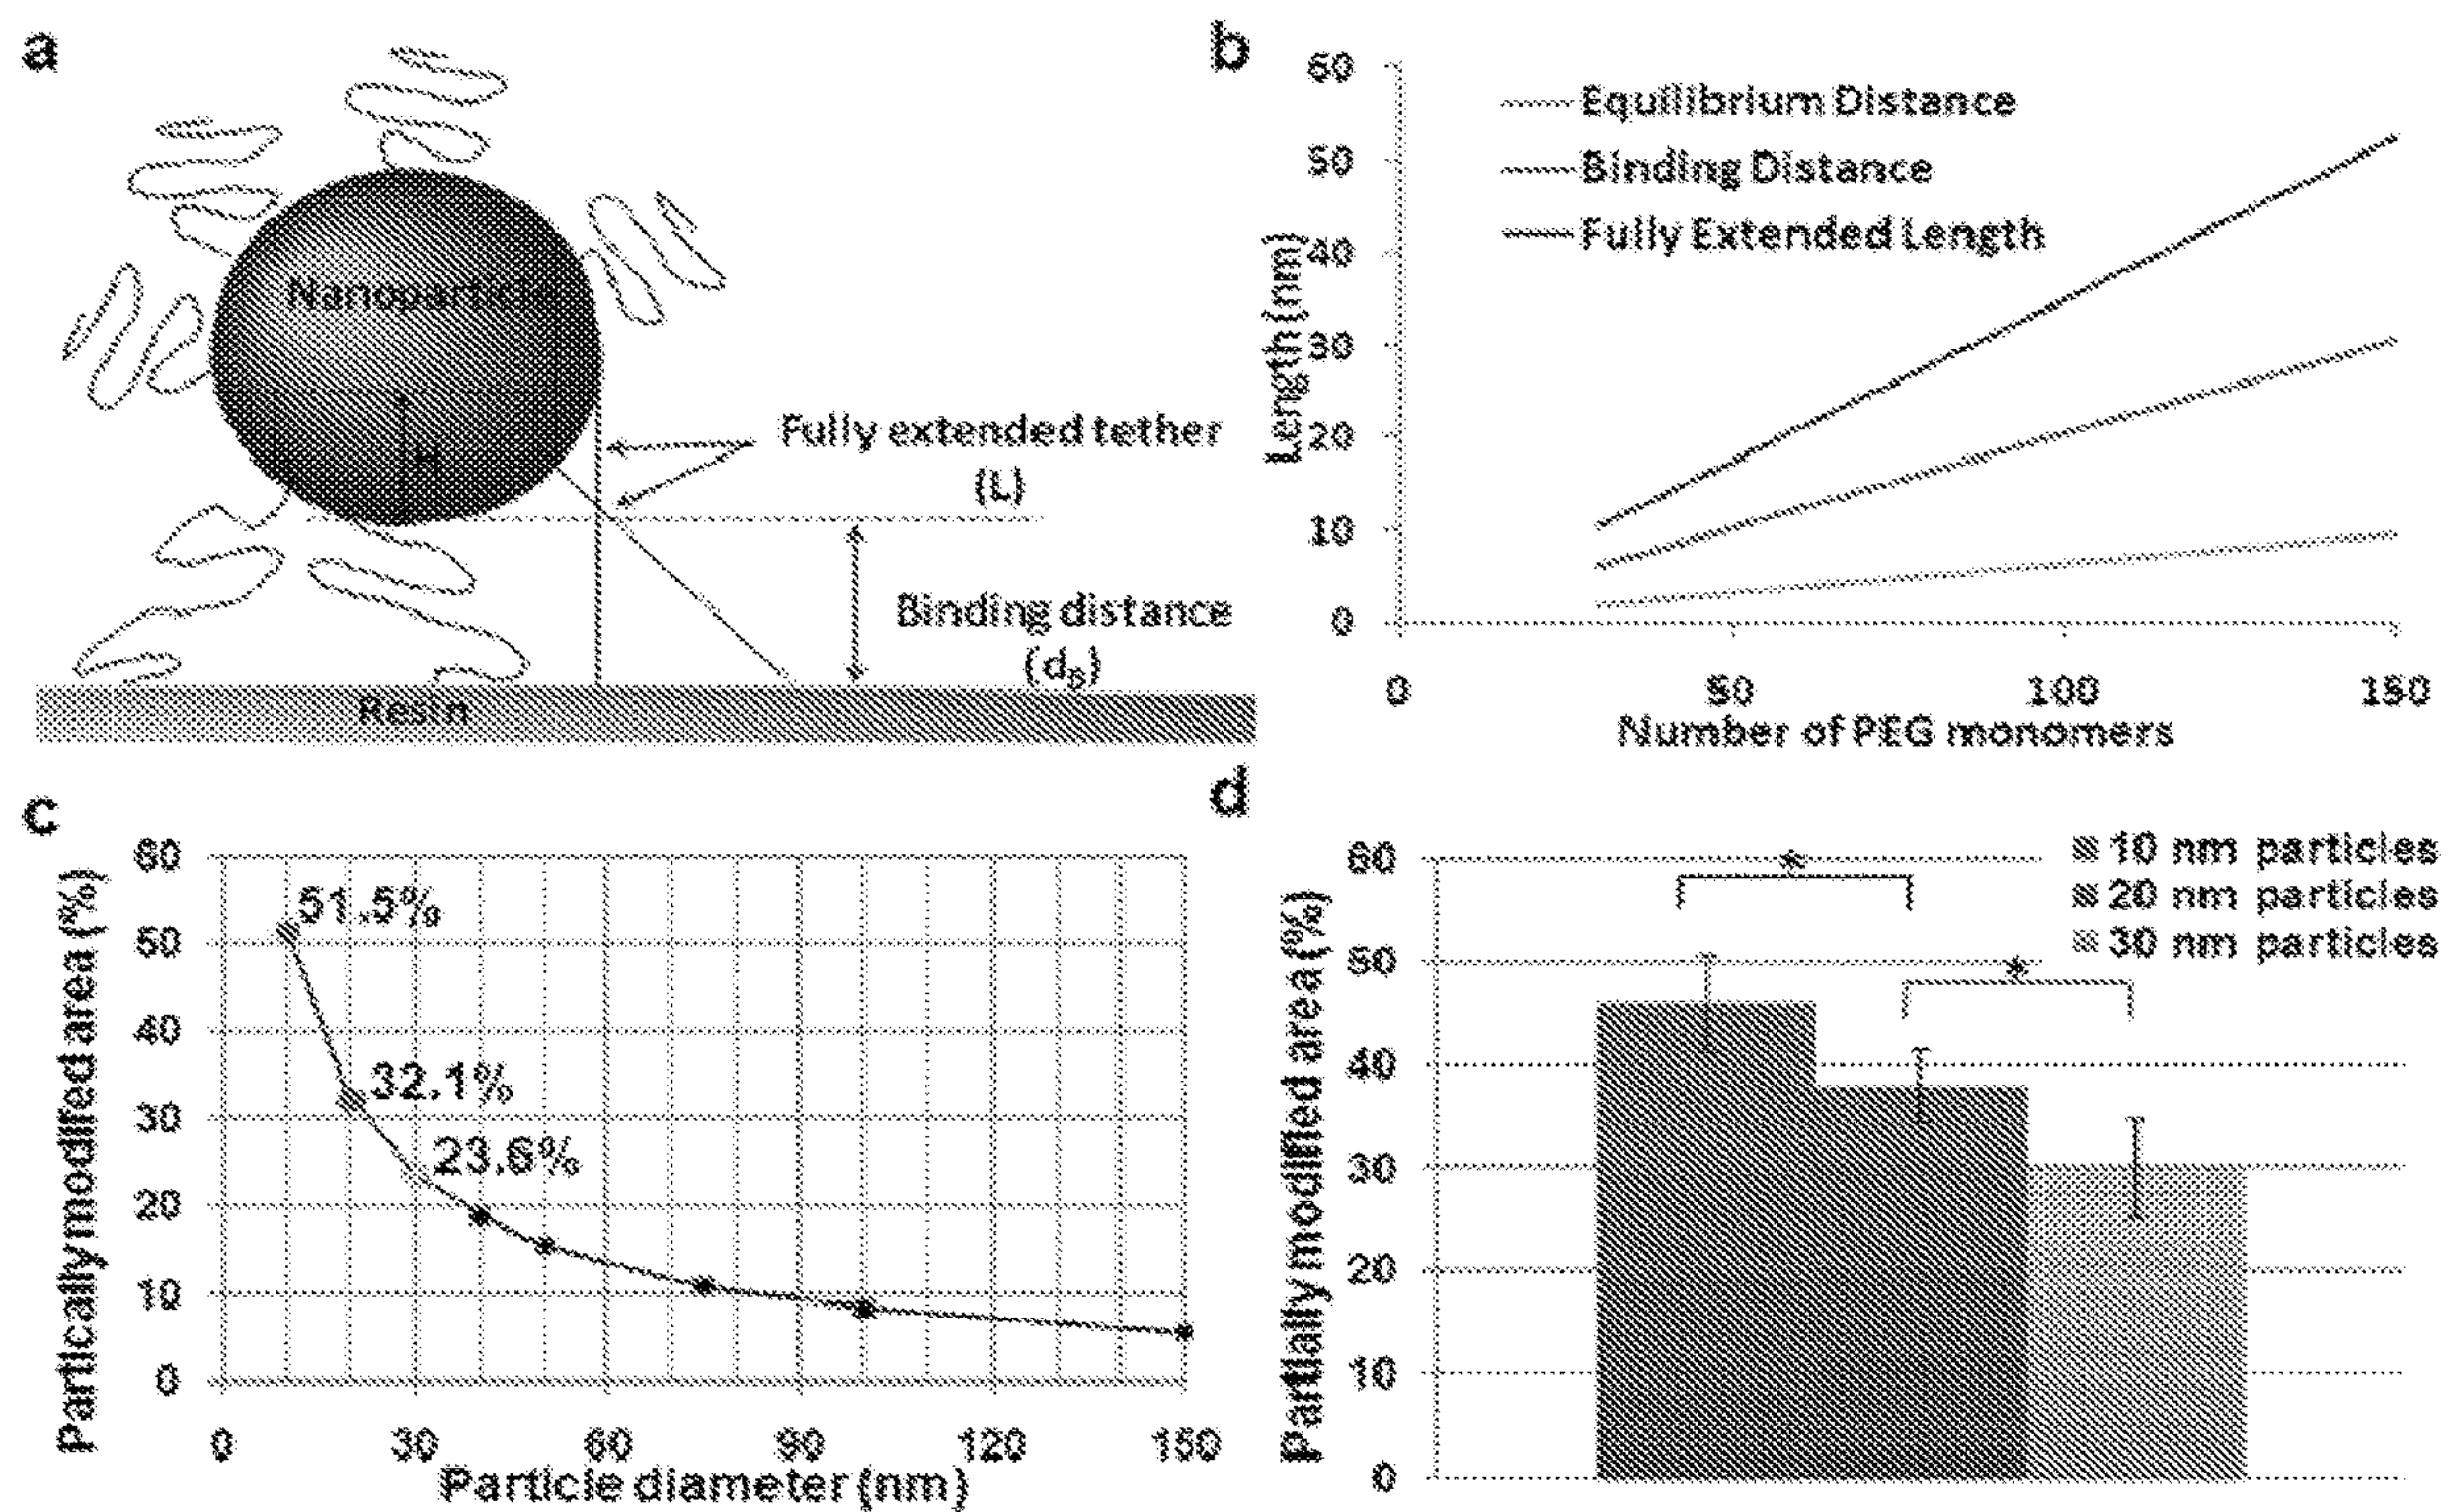 a
Nanoparticle
H
Fully extended tether
(L)
Binding distance
(dB)
Resin
b
60
50
40
30
20
10
0
Length (nm)
Equilibrium Distance
Binding Distance
Fully Extended Length
0 50 100 150
Number of PEG monomers
c
60
50
40
30
20
10
0
Particallymodifed area (%)
51.5%
32.1%
23.6%
0 30 60 90 120 150
Particle diameter (nm)
d
60
50
40
30
20
10
0
Partially modified area (%)
*
*
10 nm particles
20 nm particles
30 nm particles